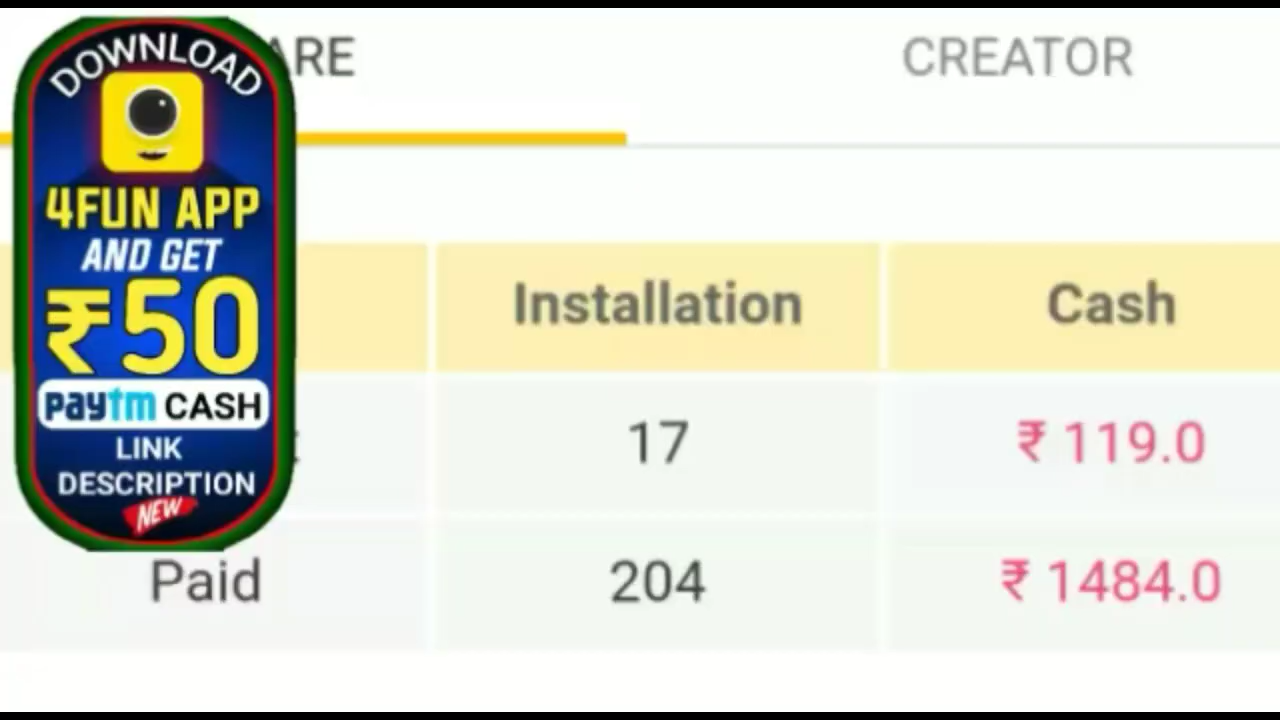 ARE
CREATOR
DOWNLOAD
4FUN APP
AND GET
₹50
paytm CASH
LINK
DESCRIPTION
NEW
Installation
Cash
17
₹ 119.0
Paid
204
₹ 1484.0